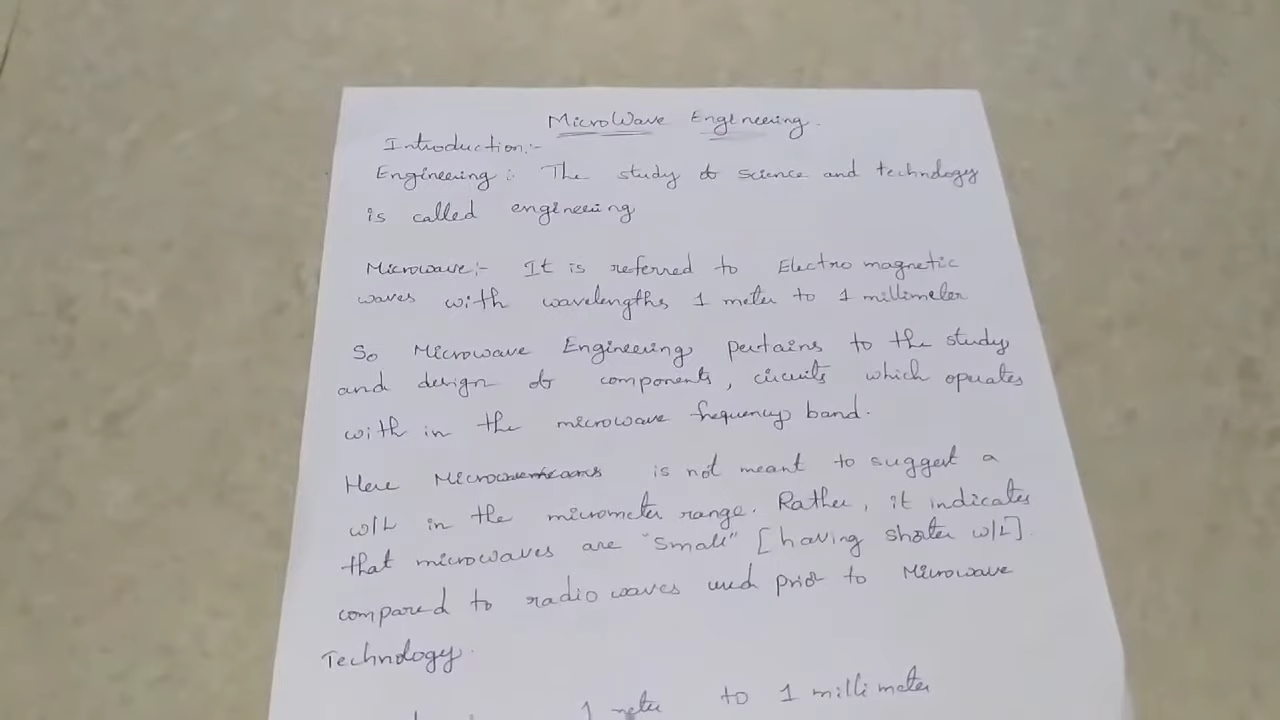 MicroWave Engineering.
Introduction:-
Engineering:- The study of science and technology
is called engineering
Microwave:- It is referred to Electro magnetic
waves with wavelengths 1 meter to 1 millimeter
So Microwave Engineering pertains to the study
and design of components, circuits which operates
with in the microwave frequency band.
Here Micro is not meant to suggest a
w/L in the micrometer range. Rather, it indicates
that microwaves are "small" [having shorter w/L]
compared to radio waves used prior to Microwave
Technology.
1 meter to 1 milli meter